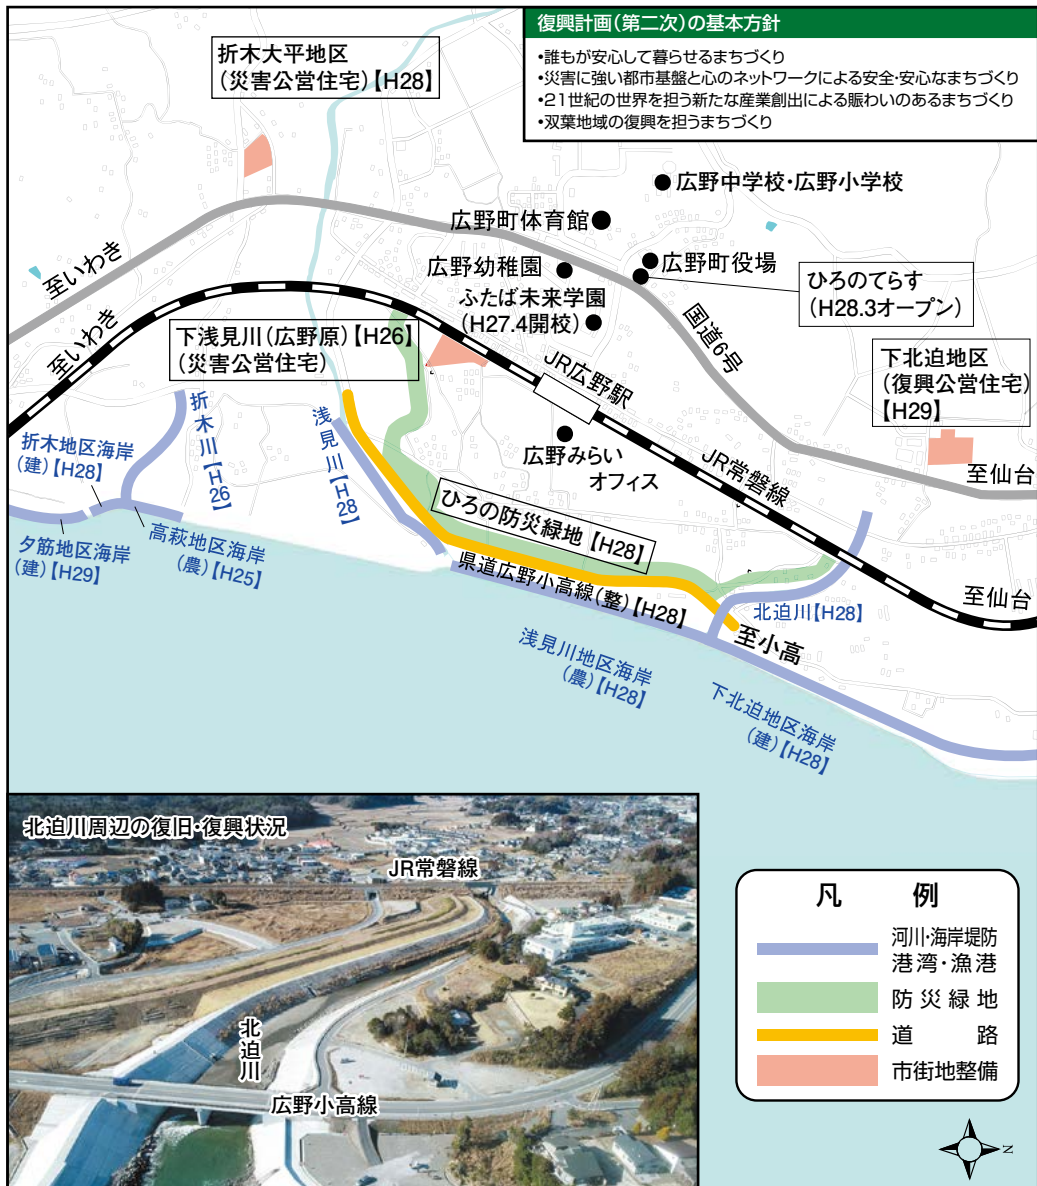 復興計画(第二次)の基本方針
•誰もが安心して暮らせるまちづくり
•災害に強い都市基盤と心のネットワークによる安全・安心なまちづくり
•21世紀の世界を担う新たな産業創出による賑わいのあるまちづくり
•双葉地域の復興を担うまちづくり
折木大平地区
(災害公営住宅)【H28】
広野中学校・広野小学校
広野町体育館
広野幼稚園
広野町役場
ふたば未来学園
(H27.4開校)
ひろのてらす
(H28.3オープン)
至いわき
至いわき
国道6号
下浅見川(広野原)【H26】
(災害公営住宅)
JR広野駅
下北迫地区
(復興公営住宅)
【H29】
折木川【H26】
浅見川【H28】
折木地区海岸
(建)【H28】
広野みらい
オフィス
JR常磐線
至仙台
ひろの防災緑地【H28】
夕筋地区海岸
(建)【H29】
高萩地区海岸
(農)【H25】
県道広野小高線(整)【H28】
北迫川【H28】
至仙台
至小高
浅見川地区海岸
(農)【H28】
下北迫地区海岸
(建)【H28】
北迫川周辺の復旧・復興状況
JR常磐線
北迫川
広野小高線
凡 例
河川・海岸堤防
港湾・漁港
防災緑地
道 路
市街地整備
N